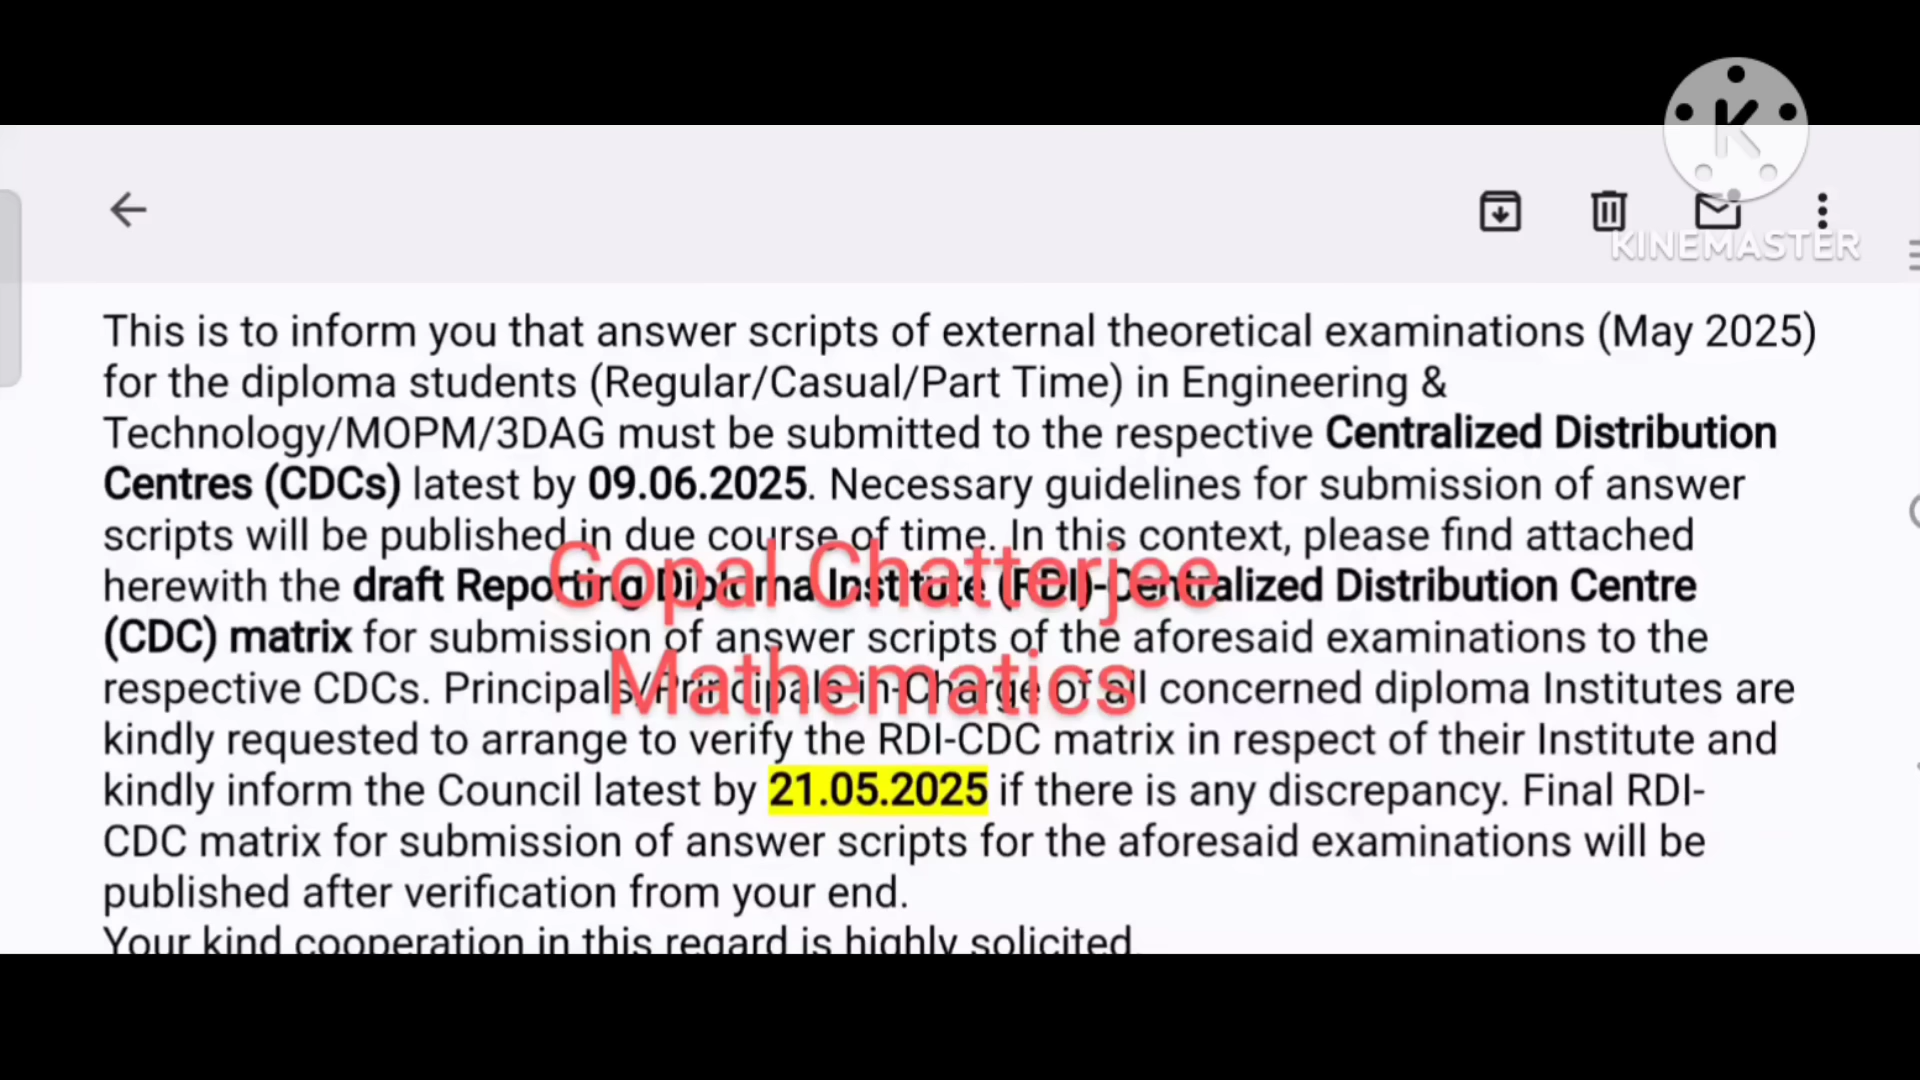 K
KINEMASTER
This is to inform you that answer scripts of external theoretical examinations (May 2025)
for the diploma students (Regular/Casual/Part Time) in Engineering &
Technology/MOPM/3DAG must be submitted to the respective Centralized Distribution
Centres (CDCs) latest by 09.06.2025. Necessary guidelines for submission of answer
scripts will be published in due course of time. In this context, please find attached
herewith the draft Reporting Diploma Institute (RDI)-Centralized Distribution Centre
Gopal Chatterjee
(CDC) matrix for submission of answer scripts of the aforesaid examinations to the
respective CDCs. Principals/Principals-in-Charge of all concerned diploma Institutes are
Mathematics
kindly requested to arrange to verify the RDI-CDC matrix in respect of their Institute and
kindly inform the Council latest by 21.05.2025 if there is any discrepancy. Final RDI-
CDC matrix for submission of answer scripts for the aforesaid examinations will be
published after verification from your end.
Your kind cooperation in this regard is highly solicited.